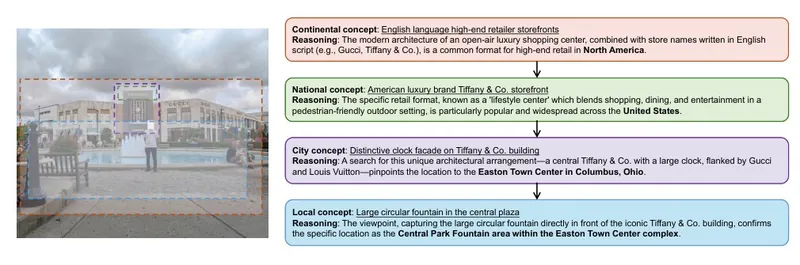 Continental concept: English language high-end retailer storefronts
Reasoning: The modern architecture of an open-air luxury shopping center, combined with store names written in English
script (e.g., Gucci, Tiffany & Co.), is a common format for high-end retail in North America.
National concept: American luxury brand Tiffany & Co. storefront
Reasoning: The specific retail format, known as a 'lifestyle center' which blends shopping, dining, and entertainment in a
pedestrian-friendly outdoor setting, is particularly popular and widespread across the United States.
City concept: Distinctive clock facade on Tiffany & Co. building
Reasoning: A search for this unique architectural arrangement—a central Tiffany & Co. with a large clock, flanked by Gucci
and Louis Vuitton—pinpoints the location to the Easton Town Center in Columbus, Ohio.
Local concept: Large circular fountain in the central plaza
Reasoning: The viewpoint, capturing the large circular fountain directly in front of the iconic Tiffany & Co. building, confirms
the specific location as the Central Park Fountain area within the Easton Town Center complex.